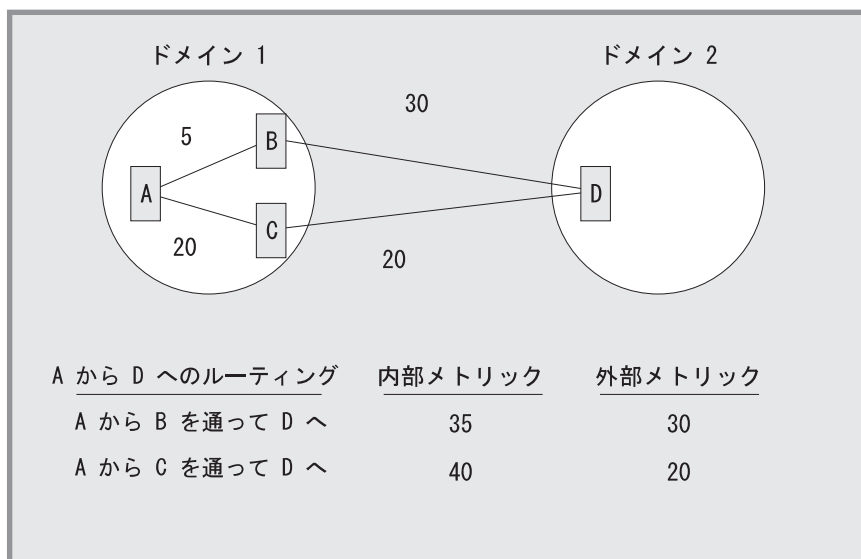 ドメイン 1
ドメイン 2
30
5
B
A
D
C
20
20
A から D へのルーティング 内部メトリック 外部メトリック
A から B を通って D へ 35 30
A から C を通って D へ 40 20